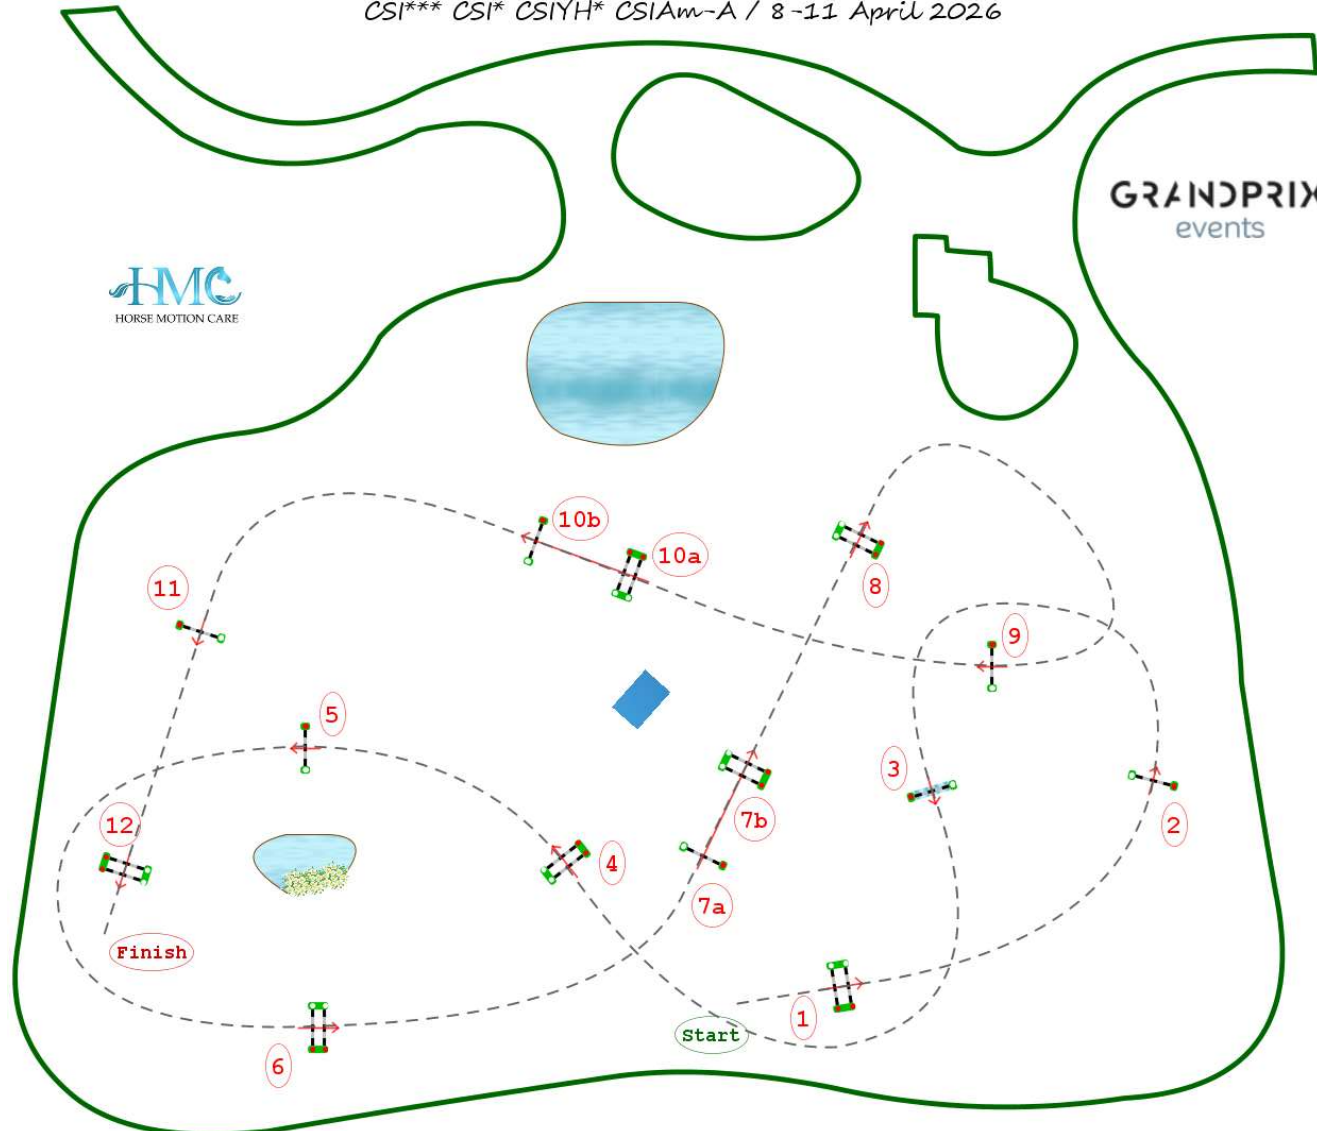 CSI*** CSI* CSIYH* CSIAm-A / 8-11 April 2026
GRANDPRIX
events
HMC
HORSE MOTION CARE
10b
10a
11
8
9
5
3
12
7b
2
4
7a
Finish
1
Start
6